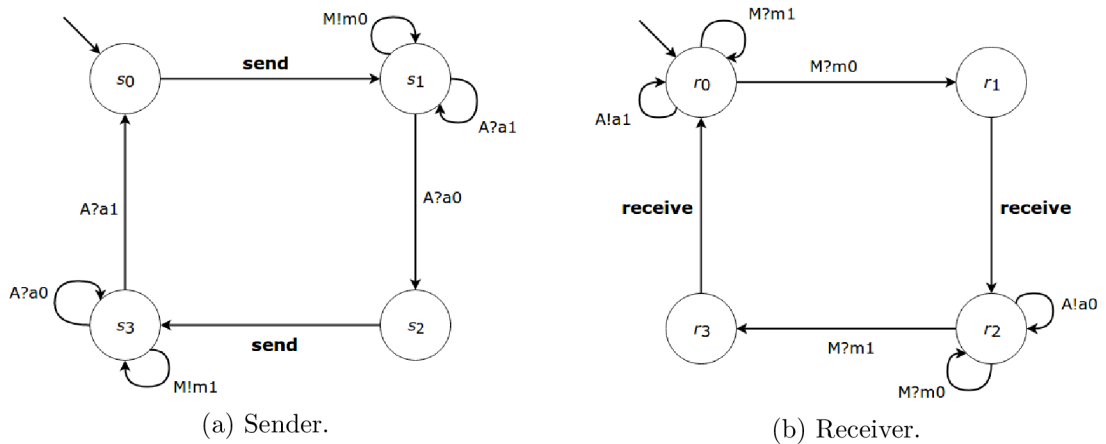 M!m0
send
s0
s1
A?a1
A?a1
A?a0
A?a0
s3
s2
send
M!m1
(a) Sender.
M?m1
M?m0
r0
r1
A!a1
receive
receive
r3
r2
A!a0
M?m1
M?m0
(b) Receiver.